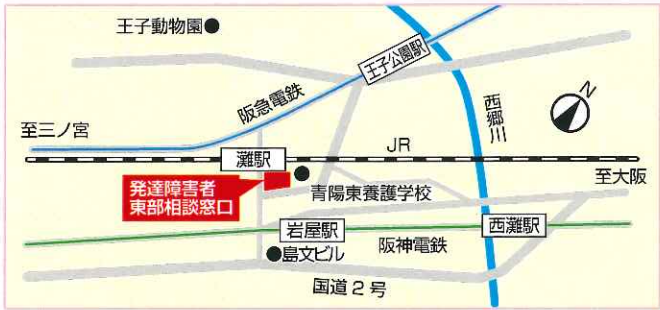 王子動物園
王子公園駅
阪急電鉄
N
西郷川
至三ノ宮
灘駅
JR
至大阪
発達障害者
東部相談窓口
青陽東養護学校
岩屋駅
阪神電鉄
西灘駅
島文ビル
国道2号